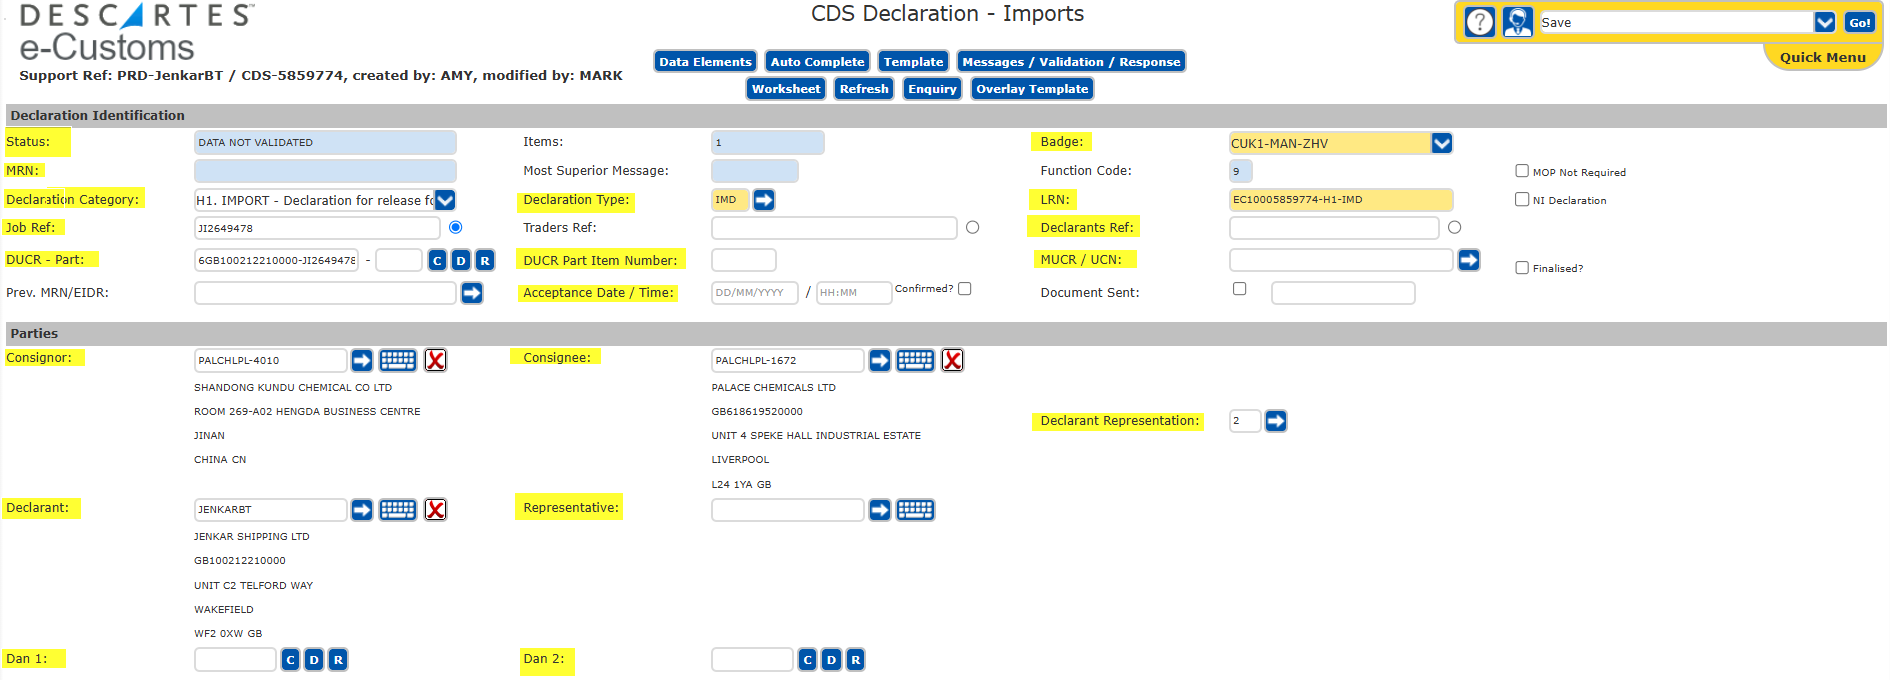 DESCARTES™
e-Customs
CDS Declaration - Imports
? Save Go!
Quick Menu
Support Ref: PRD-JenkarBT / CDS-5859774, created by: AMY, modified by: MARK
Data Elements Auto Complete Template Messages / Validation / Response
Worksheet Refresh Enquiry Overlay Template
Declaration Identification
Status: DATA NOT VALIDATED Items: 1 Badge: CUK1-MAN-ZHV
MRN: Most Superior Message: Function Code: 9 MOP Not Required
Declaration Category: H1. IMPORT - Declaration for release fo Declaration Type: IMD LRN: EC10005859774-H1-IMD NI Declaration
Job Ref: JI2649478 Traders Ref: Declarants Ref:
DUCR - Part: 6GB100212210000-JI2649478 - C D R DUCR Part Item Number: MUCR / UCN: Finalised?
Prev. MRN/EIDR: Acceptance Date / Time: DD/MM/YYYY / HH:MM Confirmed? Document Sent:
Parties
Consignor: PALCHLPL-4010 X Consignee: PALCHLPL-1672 X
SHANDONG KUNDU CHEMICAL CO LTD PALACE CHEMICALS LTD
ROOM 269-A02 HENGDA BUSINESS CENTRE GB618619520000
Declarant Representation: 2
JINAN UNIT 4 SPEKE HALL INDUSTRIAL ESTATE
CHINA CN LIVERPOOL
L24 1YA GB
Declarant: JENKARBT X Representative:
JENKAR SHIPPING LTD
GB100212210000
UNIT C2 TELFORD WAY
WAKEFIELD
WF2 0XW GB
Dan 1: C D R Dan 2: C D R